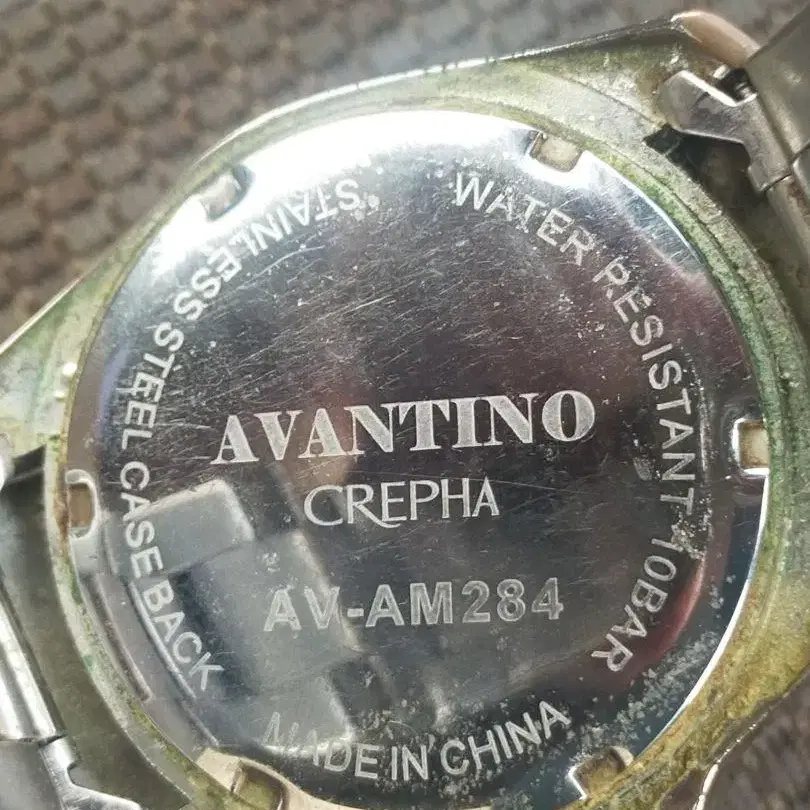 STAINLESS STEEL CASE BACK
WATER RESISTANT 10BAR
AVANTINO
CREPHA
AV-AM284
MADE IN CHINA